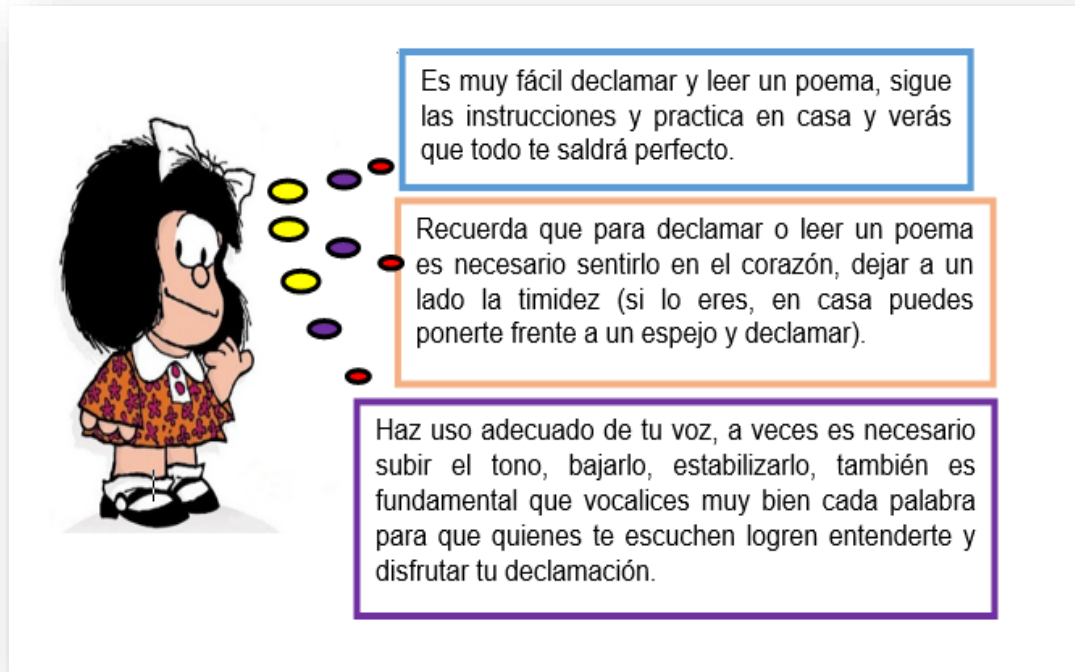 Es muy fácil declamar y leer un poema, sigue
las instrucciones y practica en casa y verás
que todo te saldrá perfecto.
Recuerda que para declamar o leer un poema
es necesario sentirlo en el corazón, dejar a un
lado la timidez (si lo eres, en casa puedes
ponerte frente a un espejo y declamar).
Haz uso adecuado de tu voz, a veces es necesario
subir el tono, bajarlo, estabilizarlo, también es
fundamental que vocalices muy bien cada palabra
para que quienes te escuchen logren entenderte y
disfrutar tu declamación.